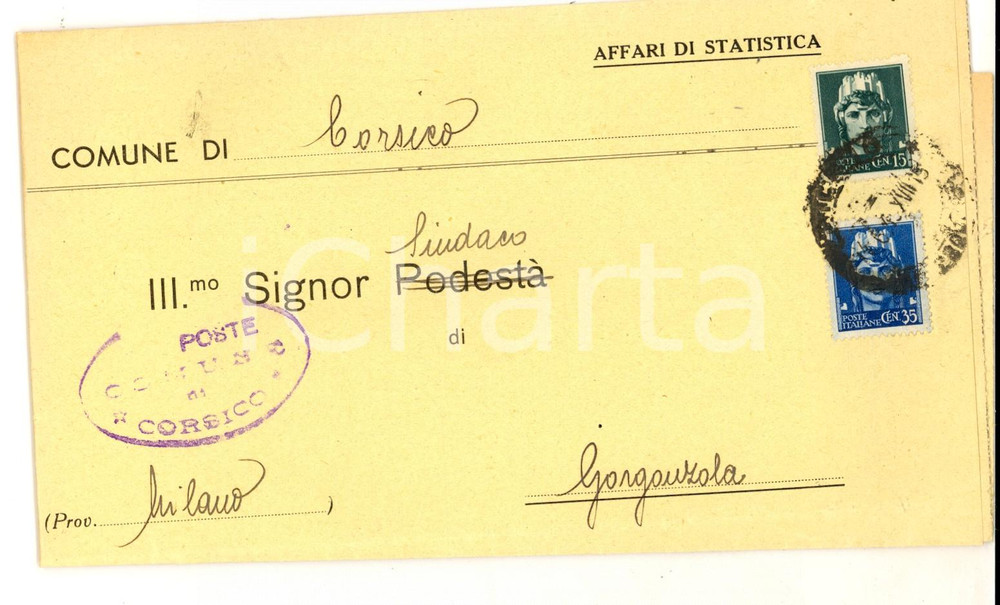 AFFARI DI STATISTICA
COMUNE DI Corsico
Sindaco
Ill.mo Signor Podestà
di
POSTE
COMUNE
di
CORSICO
(Prov. Milano)
Gorgonzola
POSTE ITALIANE CEN. 15
POSTE ITALIANE CEN. 35
iCharta